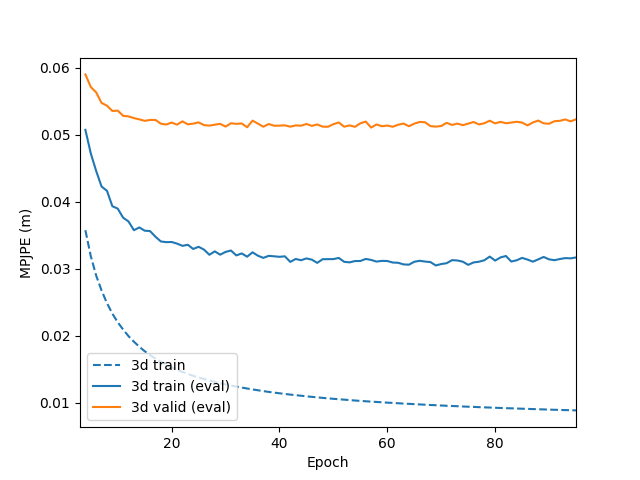 0.06
0.05
0.04
0.03
0.02
0.01
MPJPE (m)
3d train
3d train (eval)
3d valid (eval)
20 40 60 80
Epoch